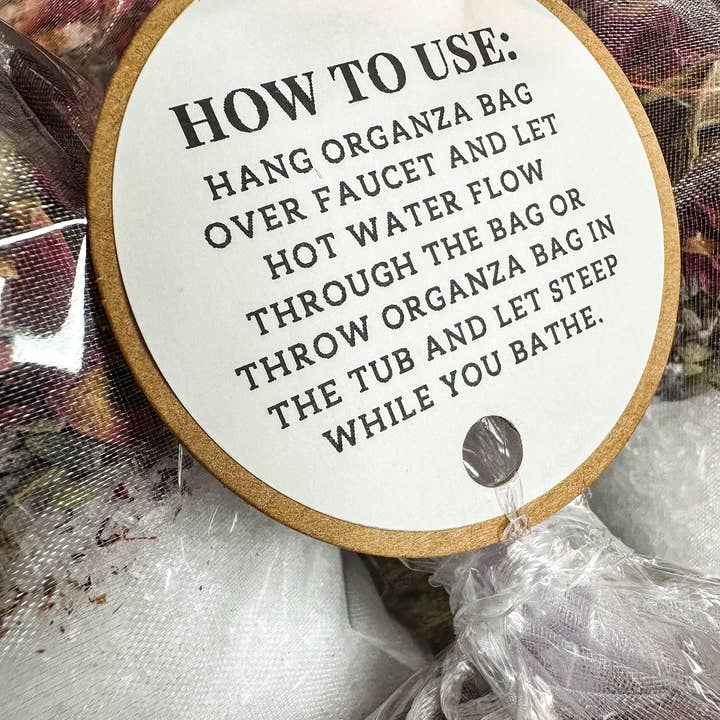 HOW TO USE:
HANG ORGANZA BAG
OVER FAUCET AND LET
HOT WATER FLOW
THROUGH THE BAG OR
THROW ORGANZA BAG IN
THE TUB AND LET STEEP
WHILE YOU BATHE.